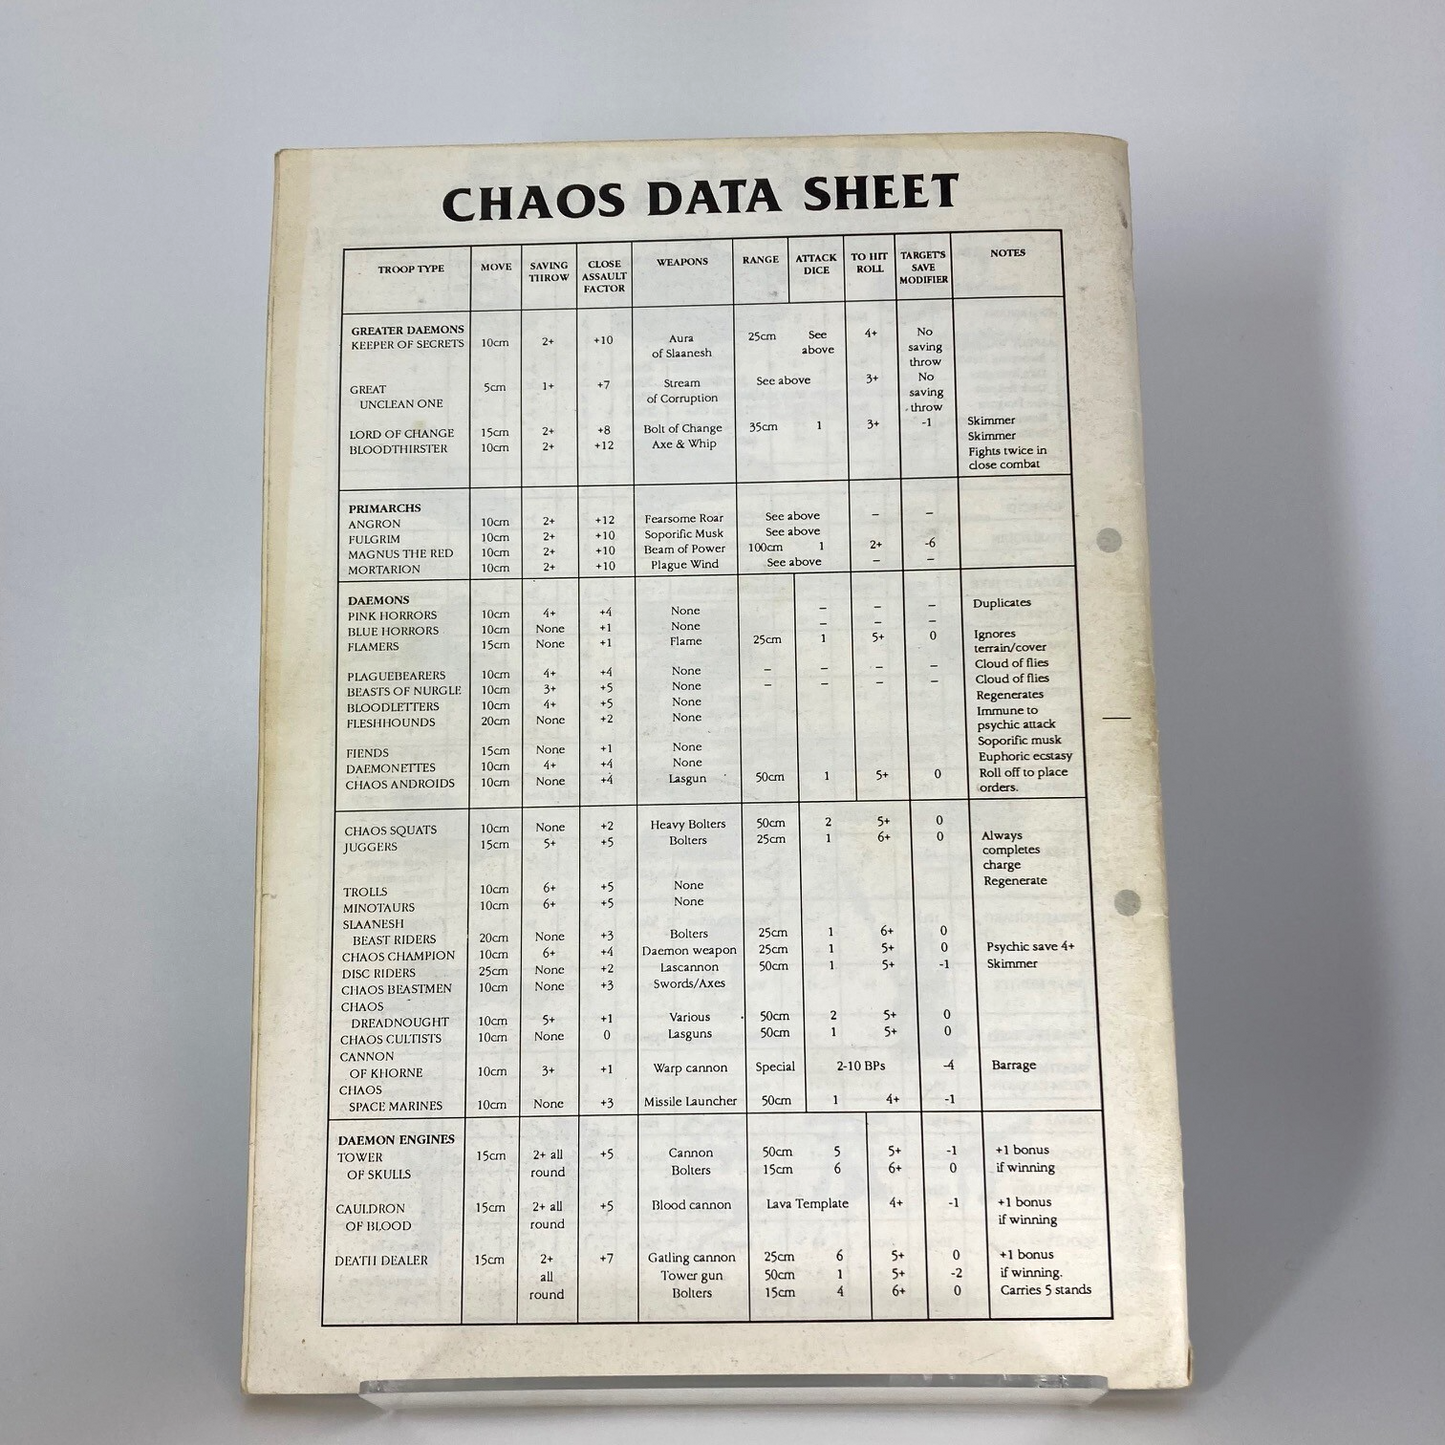 CHAOS DATA SHEET
TROOP TYPE MOVE SAVING THROW CLOSE ASSAULT FACTOR WEAPONS RANGE ATTACK DICE TO HIT ROLL TARGET'S SAVE MODIFIER NOTES
GREATER DAEMONS
KEEPER OF SECRETS 10cm 2+ +10 Aura of Slaanesh 25cm See above 4+ No saving throw
GREAT UNCLEAN ONE 5cm 1+ +7 Stream of Corruption See above 3+ No saving throw
LORD OF CHANGE 15cm 2+ +8 Bolt of Change 35cm 1 3+ -1 Skimmer
BLOODTHIRSTER 10cm 2+ +12 Axe & Whip Skimmer
Fights twice in
close combat
PRIMARCHS
ANGRON 10cm 2+ +12 Fearsome Roar See above – –
FULGRIM 10cm 2+ +10 Soporific Musk See above
MAGNUS THE RED 10cm 2+ +10 Beam of Power 100cm 1 2+ -6
MORTARION 10cm 2+ +10 Plague Wind See above – –
DAEMONS
PINK HORRORS 10cm 4+ +4 None – – – Duplicates
BLUE HORRORS 10cm None +1 None – – –
FLAMERS 15cm None +1 Flame 25cm 1 5+ 0 Ignores
terrain/cover
PLAGUEBEARERS 10cm 4+ +4 None – – – – Cloud of flies
BEASTS OF NURGLE 10cm 3+ +5 None – – – – Cloud of flies
BLOODLETTERS 10cm 4+ +5 None Regenerates
FLESHHOUNDS 20cm None +2 None Immune to
psychic attack
FIENDS 15cm None +1 None Soporific musk
DAEMONETTES 10cm 4+ +4 None Euphoric ecstasy
CHAOS ANDROIDS 10cm None +4 Lasgun 50cm 1 5+ 0 Roll off to place
orders.
CHAOS SQUATS 10cm None +2 Heavy Bolters 50cm 2 5+ 0
JUGGERS 15cm 5+ +5 Bolters 25cm 1 6+ 0 Always
completes
charge
TROLLS 10cm 6+ +5 None Regenerate
MINOTAURS 10cm 6+ +5 None
SLAANESH
BEAST RIDERS 20cm None +3 Bolters 25cm 1 6+ 0
CHAOS CHAMPION 10cm 6+ +4 Daemon weapon 25cm 1 5+ 0 Psychic save 4+
DISC RIDERS 25cm None +2 Lascannon 50cm 1 5+ -1 Skimmer
CHAOS BEASTMEN 10cm None +3 Swords/Axes
CHAOS
DREADNOUGHT 10cm 5+ +1 Various 50cm 2 5+ 0
CHAOS CULTISTS 10cm None 0 Lasguns 50cm 1 5+ 0
CANNON
OF KHORNE 10cm 3+ +1 Warp cannon Special 2-10 BPs -4 Barrage
CHAOS
SPACE MARINES 10cm None +3 Missile Launcher 50cm 1 4+ -1
DAEMON ENGINES
TOWER 15cm 2+ all +5 Cannon 50cm 5 5+ -1 +1 bonus
OF SKULLS round Bolters 15cm 6 6+ 0 if winning
CAULDRON 15cm 2+ all +5 Blood cannon Lava Template 4+ -1 +1 bonus
OF BLOOD round if winning
DEATH DEALER 15cm 2+ +7 Gatling cannon 25cm 6 5+ 0 +1 bonus
all Tower gun 50cm 1 5+ -2 if winning.
round Bolters 15cm 4 6+ 0 Carries 5 stands